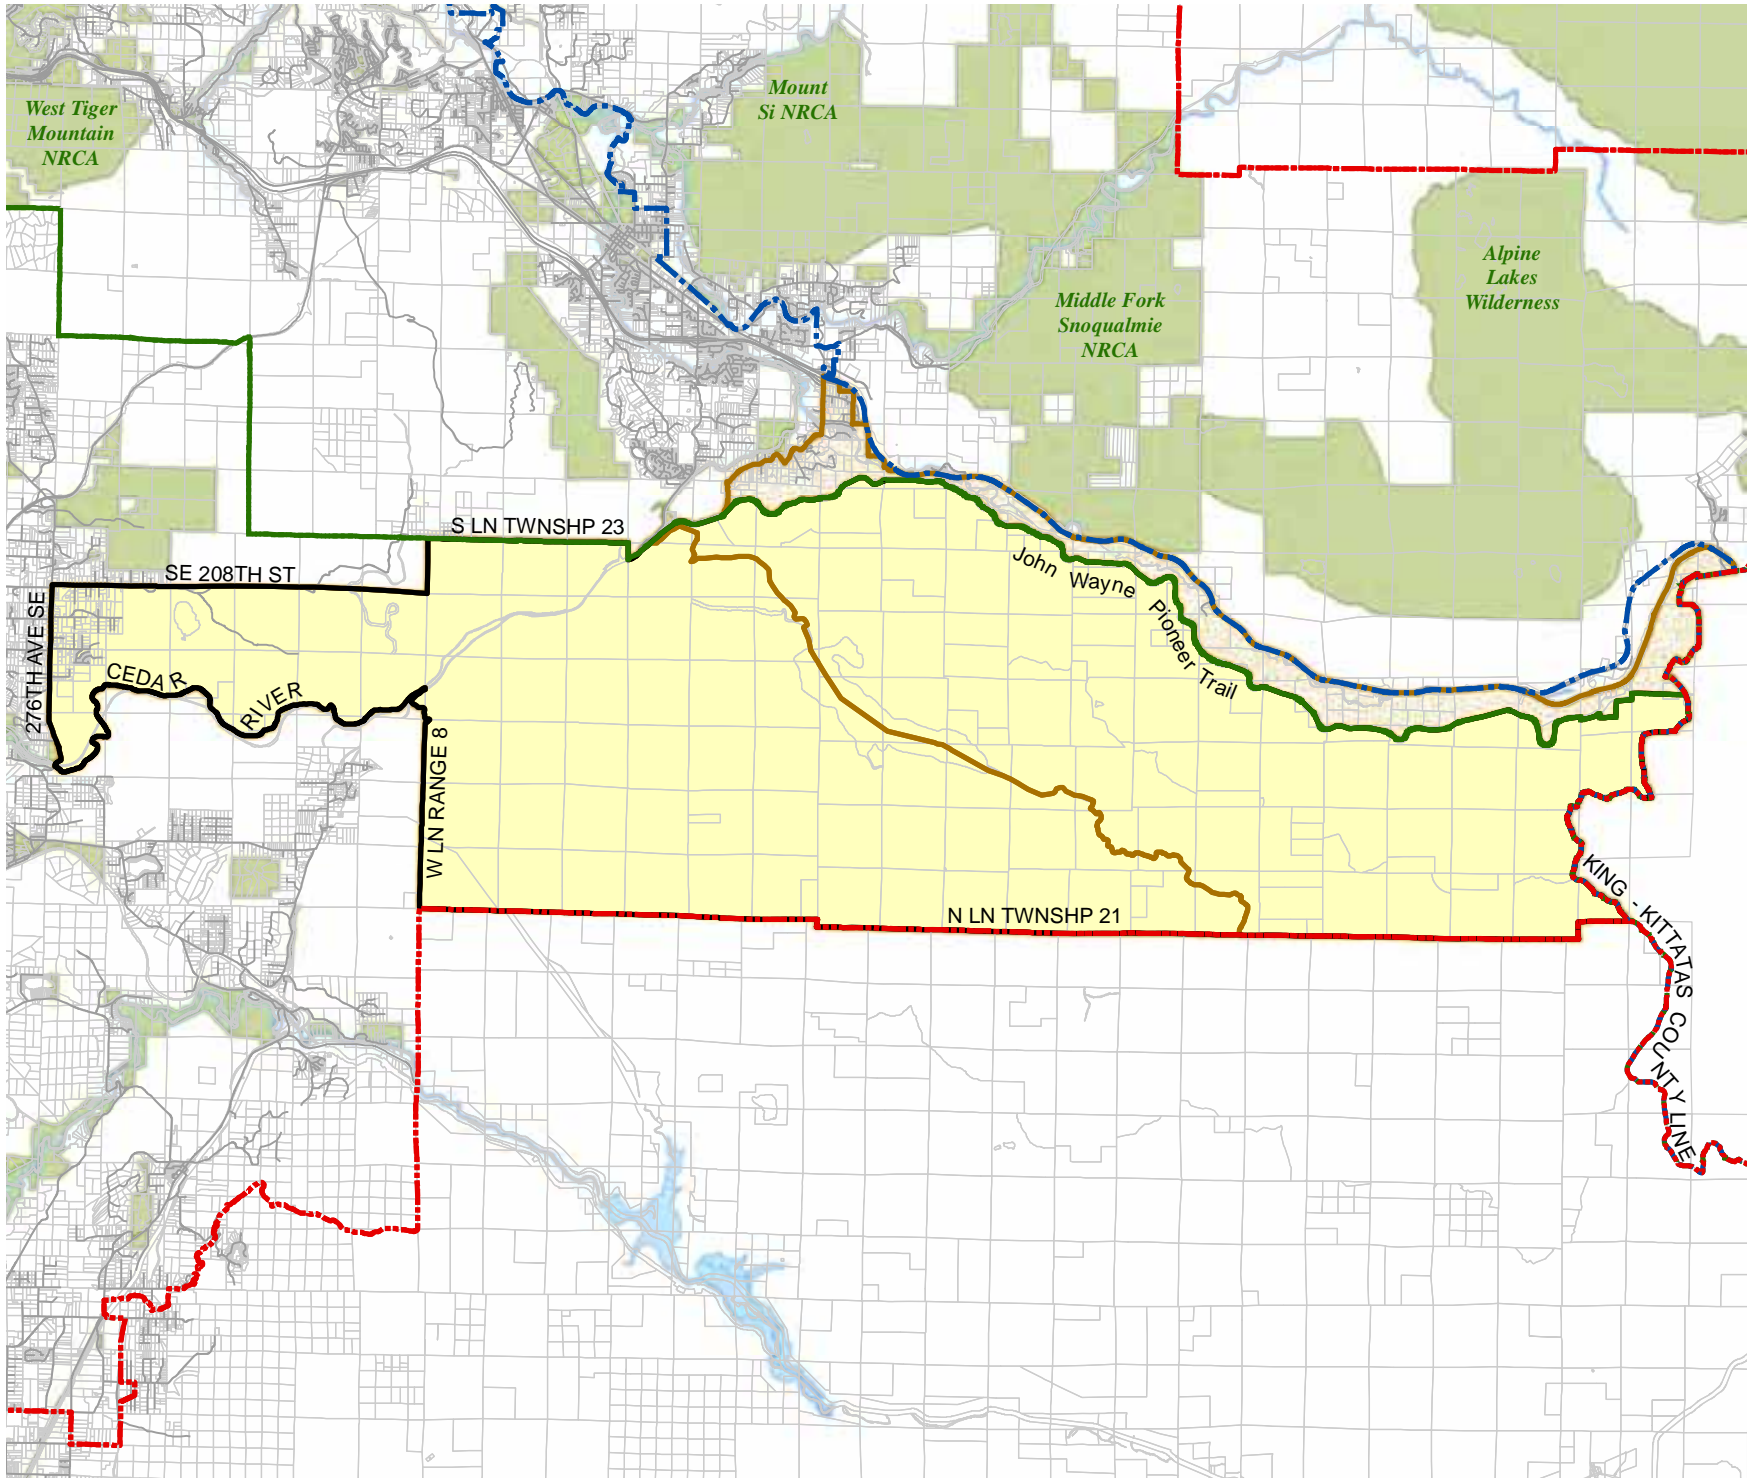 West Tiger
Mountain
NRCA
Mount
Si NRCA
Alpine
Lakes
Wilderness
Middle Fork
Snoqualmie
NRCA
S LN TWNSHP 23
SE 208TH ST
276TH AVE SE
CEDAR
RIVER
John Wayne
Pioneer Trail
W LN RANGE 8
N LN TWNSHP 21
KING - KITTATAS COUNTY LINE